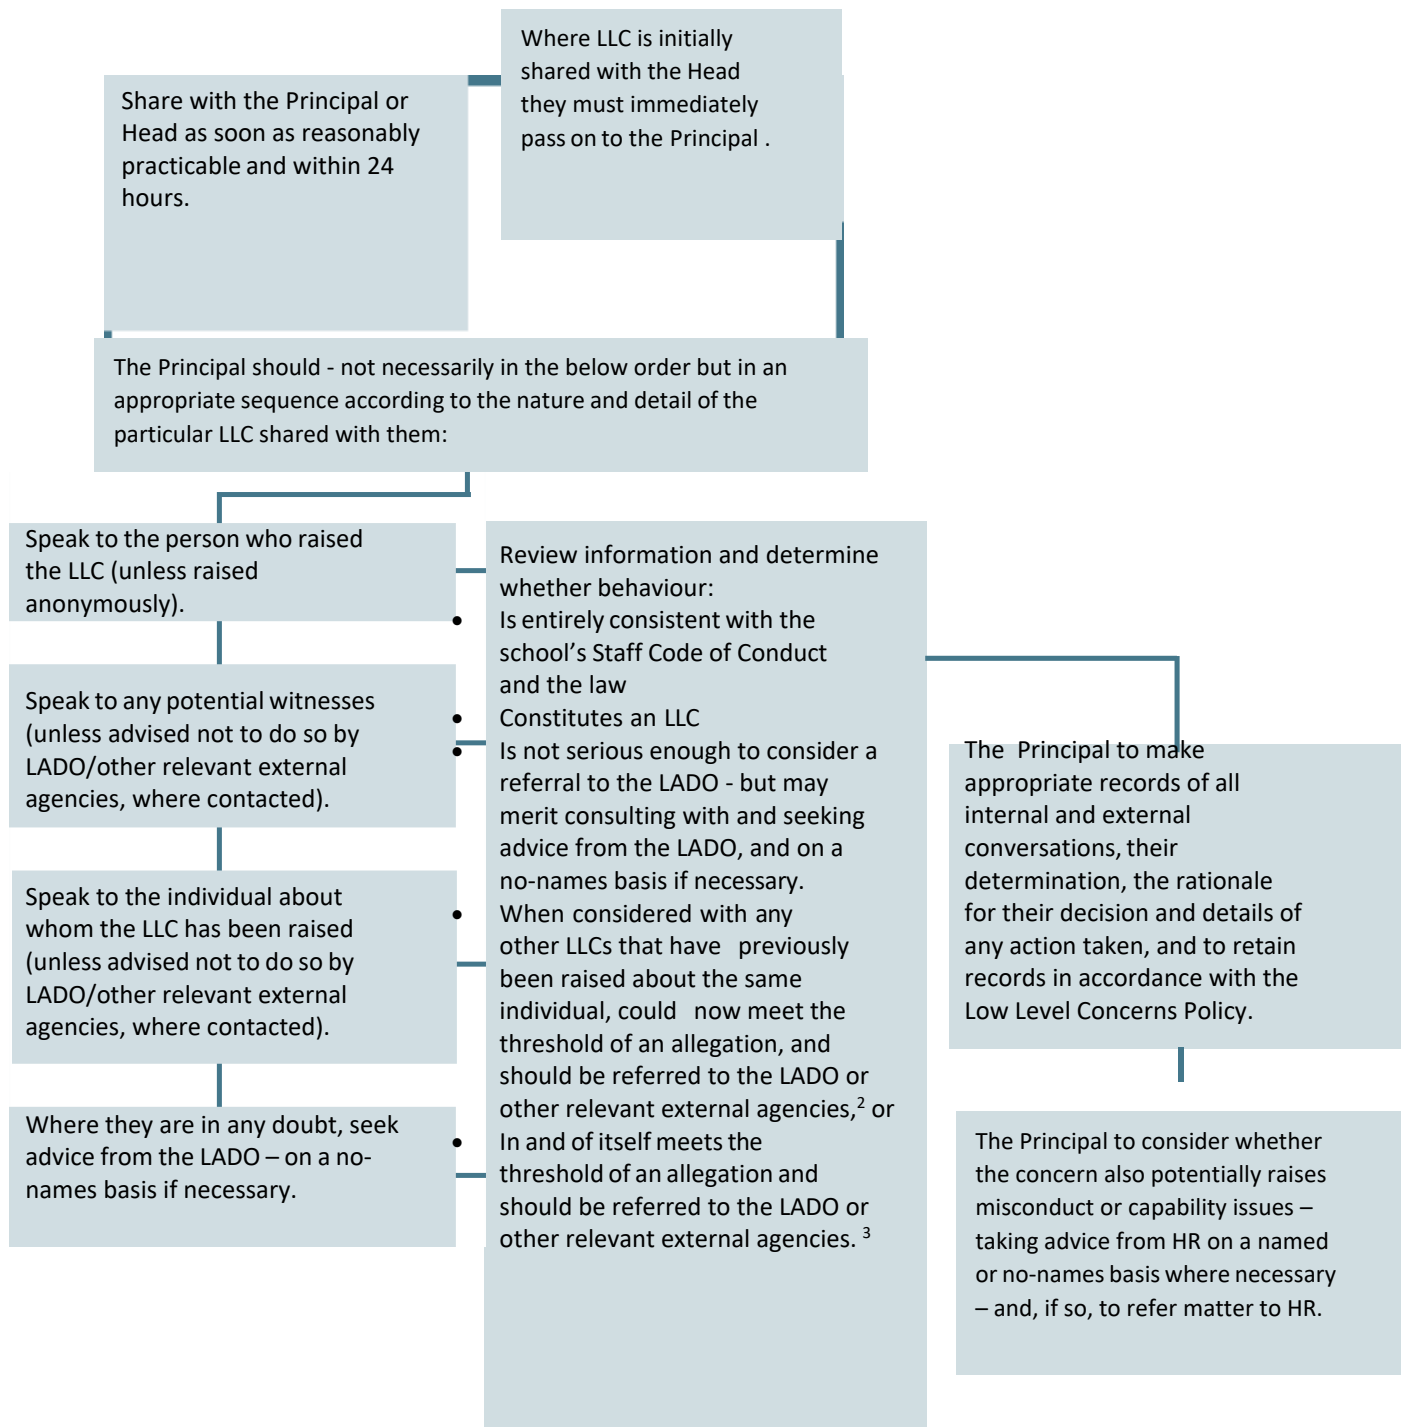 Where LLC is initially
shared with the Head
they must immediately
pass on to the Principal .
Share with the Principal or
Head as soon as reasonably
practicable and within 24
hours.
The Principal should - not necessarily in the below order but in an
appropriate sequence according to the nature and detail of the
particular LLC shared with them:
Speak to the person who raised
the LLC (unless raised
anonymously).
Speak to any potential witnesses
(unless advised not to do so by
LADO/other relevant external
agencies, where contacted).
Speak to the individual about
whom the LLC has been raised
(unless advised not to do so by
LADO/other relevant external
agencies, where contacted).
Where they are in any doubt, seek
advice from the LADO – on a no-
names basis if necessary.
Review information and determine
whether behaviour:
• Is entirely consistent with the
school’s Staff Code of Conduct
and the law
• Constitutes an LLC
• Is not serious enough to consider a
referral to the LADO - but may
merit consulting with and seeking
advice from the LADO, and on a
no-names basis if necessary.
• When considered with any
other LLCs that have previously
been raised about the same
individual, could now meet the
threshold of an allegation, and
should be referred to the LADO or
other relevant external agencies,2 or
• In and of itself meets the
threshold of an allegation and
should be referred to the LADO or
other relevant external agencies. 3
The Principal to make
appropriate records of all
internal and external
conversations, their
determination, the rationale
for their decision and details of
any action taken, and to retain
records in accordance with the
Low Level Concerns Policy.
The Principal to consider whether
the concern also potentially raises
misconduct or capability issues –
taking advice from HR on a named
or no-names basis where necessary
– and, if so, to refer matter to HR.